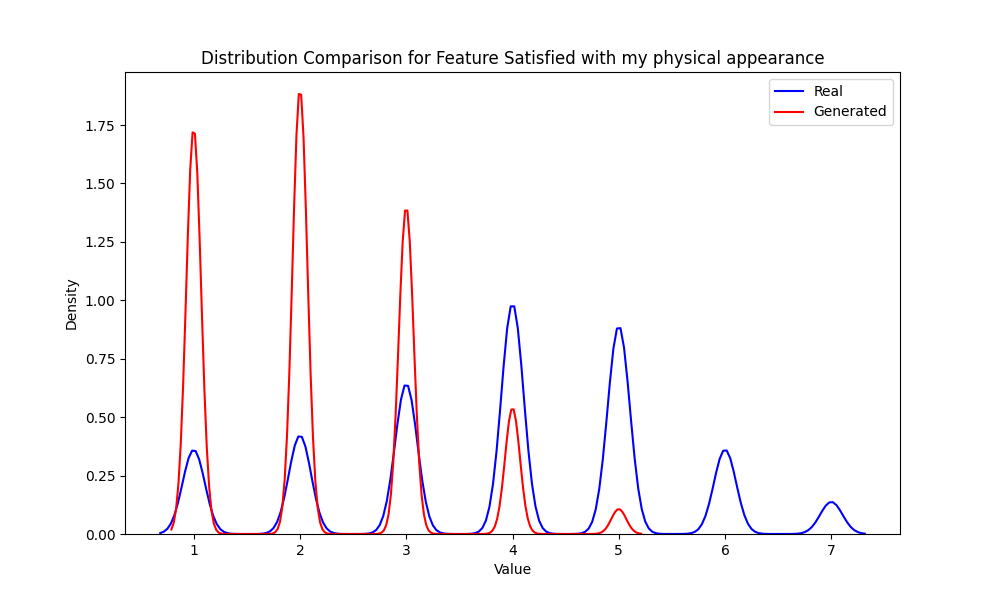 Distribution Comparison for Feature Satisfied with my physical appearance
Real
Generated
1.75
1.50
1.25
1.00
0.75
0.50
0.25
0.00
Density
1 2 3 4 5 6 7
Value